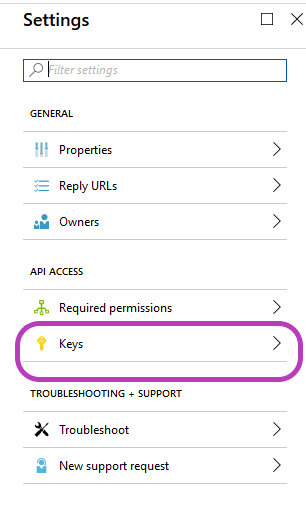 Settings
Filter settings
GENERAL
Properties
Reply URLs
Owners
API ACCESS
Required permissions
Keys
TROUBLESHOOTING + SUPPORT
Troubleshoot
New support request